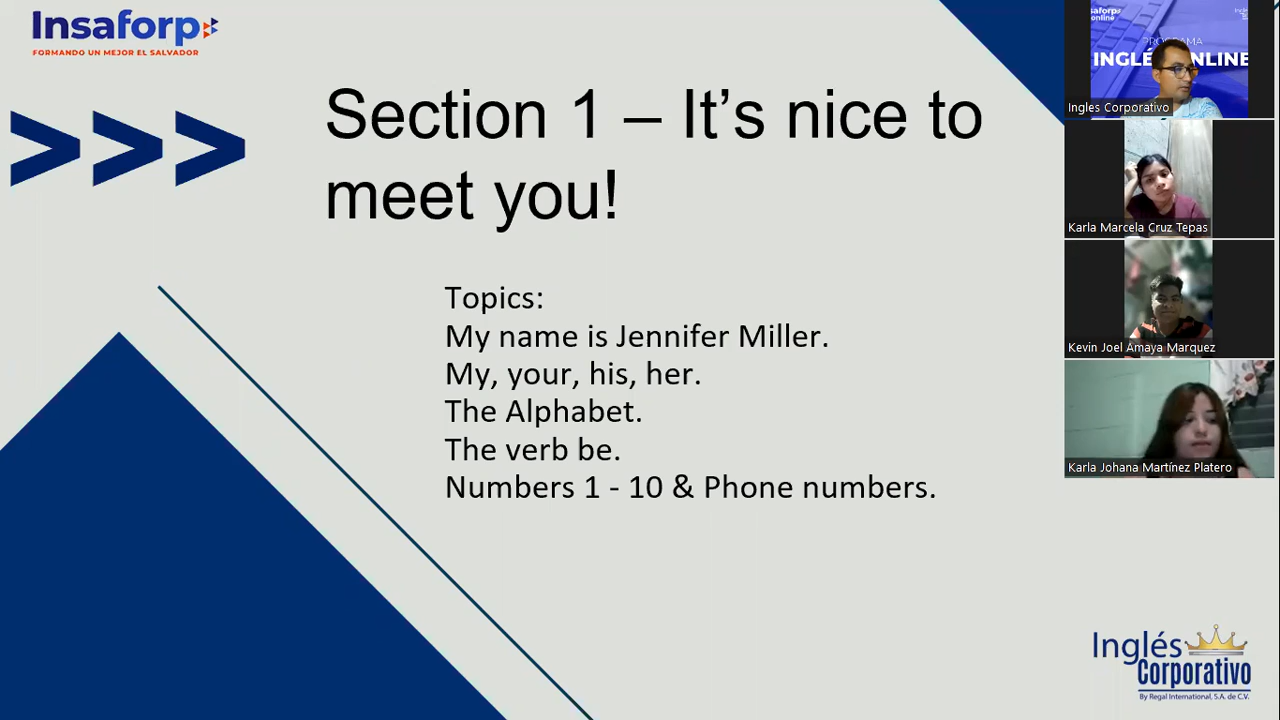 Insaforp
FORMANDO UN MEJOR EL SALVADOR
>>>
Section 1 – It’s nice to
meet you!
Topics:
My name is Jennifer Miller.
My, your, his, her.
The Alphabet.
The verb be.
Numbers 1 - 10 & Phone numbers.
Inglés
Corporativo
By Regal International, S.A. de C.V.
online
PROGRAMA
Ingles Corporativo
Karla Marcela Cruz Tepas
Kevin Joel Amaya Marquez
Karla Johana Martínez Platero